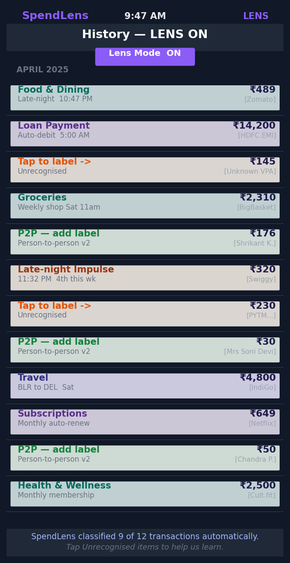 SpendLens 9:47 AM LENS
History — LENS ON
Lens Mode ON
APRIL 2025
Food & Dining ₹489
Late-night 10:47 PM [Zomato]
Loan Payment ₹14,200
Auto-debit 5:00 AM [HDFC EMI]
Tap to label -> ₹145
Unrecognised [Unknown VPA]
Groceries ₹2,310
Weekly shop Sat 11am [BigBasket]
P2P — add label ₹176
Person-to-person v2 [Shrikant K.]
Late-night Impulse ₹320
11:32 PM 4th this wk [Swiggy]
Tap to label -> ₹230
Unrecognised [PYTM...]
P2P — add label ₹30
Person-to-person v2 [Mrs Soni Devi]
Travel ₹4,800
BLR to DEL Sat [IndiGo]
Subscriptions ₹649
Monthly auto-renew [Netflix]
P2P — add label ₹50
Person-to-person v2 [Chandra P.]
Health & Wellness ₹2,500
Monthly membership [Cult.fit]
SpendLens classified 9 of 12 transactions automatically.
Tap Unrecognised items to help us learn.